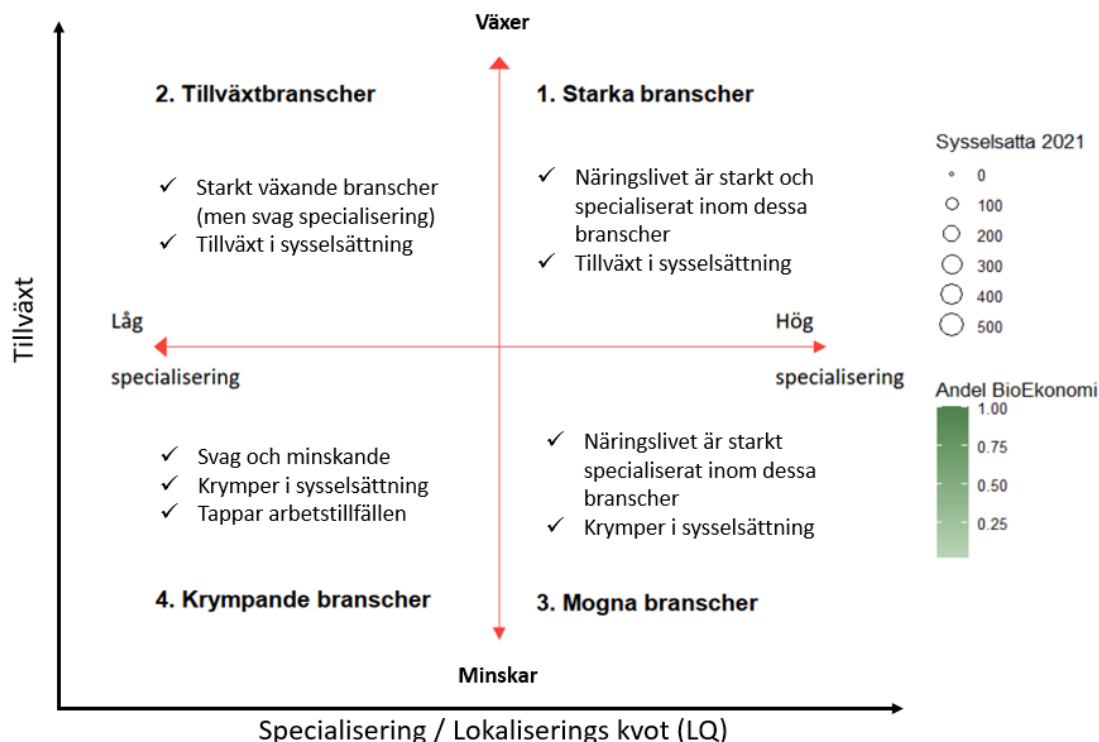 Växer
2. Tillväxtbranscher
1. Starka branscher
✓ Starkt växande branscher
(men svag specialisering)
✓ Tillväxt i sysselsättning
✓ Näringslivet är starkt och
specialiserat inom dessa
branscher
✓ Tillväxt i sysselsättning
Låg
specialisering
Hög
specialisering
✓ Svag och minskande
✓ Krymper i sysselsättning
✓ Tappar arbetstillfällen
✓ Näringslivet är starkt
specialiserat inom dessa
branscher
✓ Krymper i sysselsättning
4. Krympande branscher
3. Mogna branscher
Minskar
Tillväxt
Specialisering / Lokaliserings kvot (LQ)
Sysselsatta 2021
0
100
200
300
400
500
Andel BioEkonomi
1.00
0.75
0.50
0.25